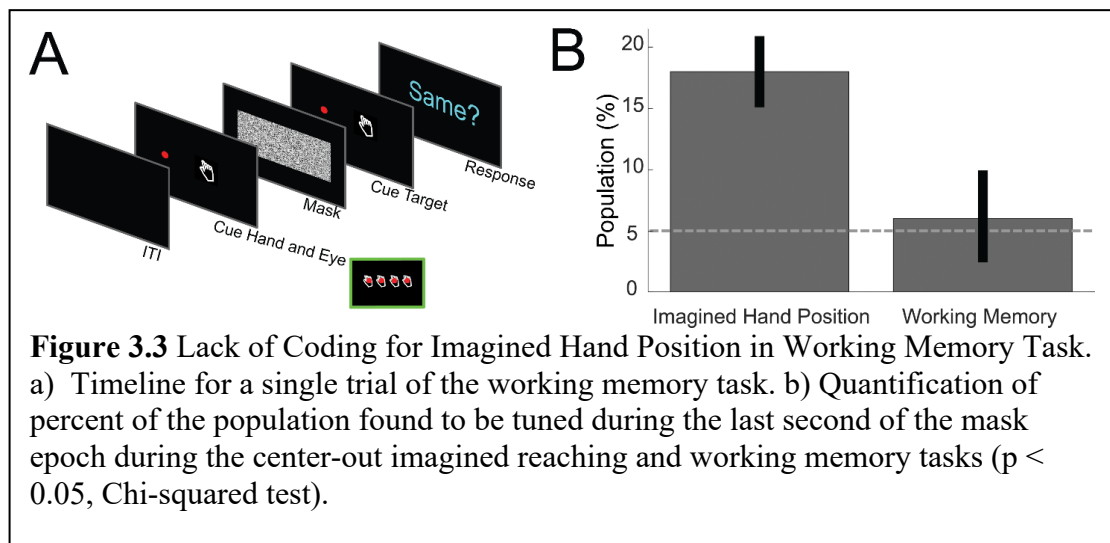 A
ITI
Cue Hand and Eye
Mask
Cue Target
Same?
Response
B
Population (%)
20
15
10
5
0
Imagined Hand Position
Working Memory
Figure 3.3 Lack of Coding for Imagined Hand Position in Working Memory Task.
a) Timeline for a single trial of the working memory task. b) Quantification of
percent of the population found to be tuned during the last second of the mask
epoch during the center-out imagined reaching and working memory tasks (p <
0.05, Chi-squared test).